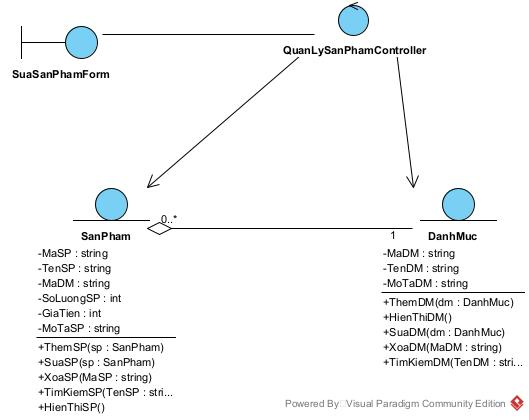 SuaSanPhamForm
QuanLySanPhamController
SanPham
-MaSP : string
-TenSP : string
-MaDM : string
-SoLuongSP : int
-GiaTien : int
-MoTaSP : string
+ThemSP(sp : SanPham)
+SuaSP(sp : SanPham)
+XoaSP(MaSP : string)
+TimKiemSP(TenSP : stri...
+HienThiSP()
0..*
1
DanhMuc
-MaDM : string
-TenDM : string
-MoTaDM : string
+ThemDM(dm : DanhMuc)
+HienThiDM()
+SuaDM(dm : DanhMuc)
+XoaDM(MaDM : string)
+TimKiemDM(TenDM : stri...
Powered By Visual Paradigm Community Edition